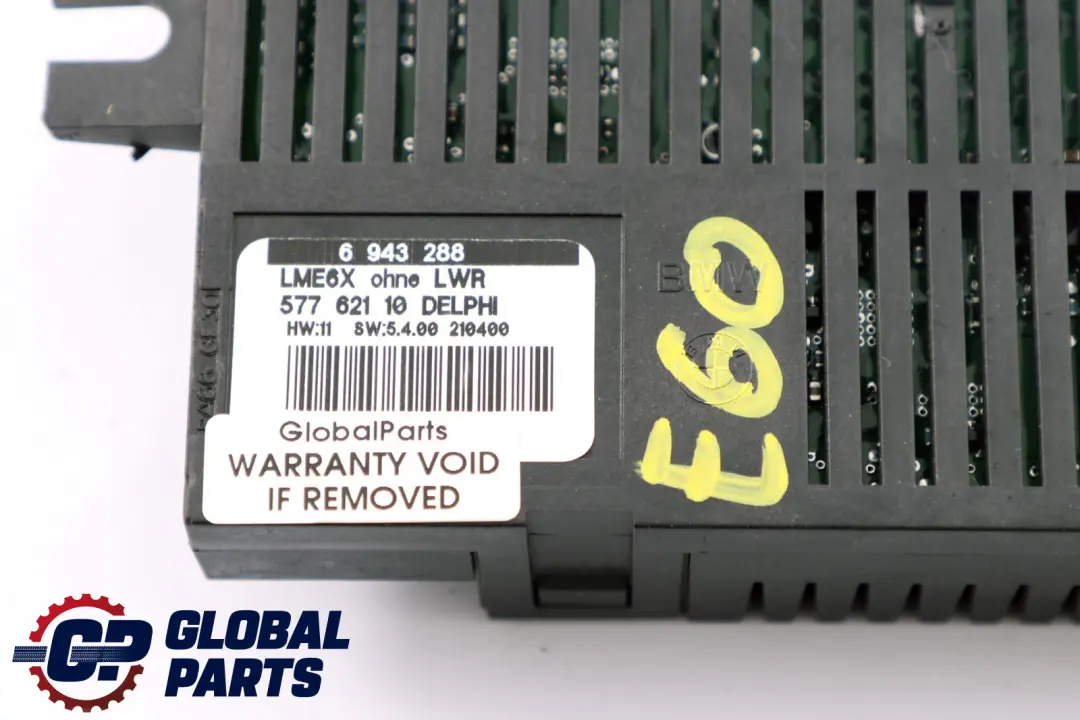 6 943 288
LME6X ohne LWR
577 621 10 DELPHI
HW:11 SW:5.4.00 210400
GlobalParts
WARRANTY VOID
IF REMOVED
BMW
E60
GP GLOBAL
PARTS